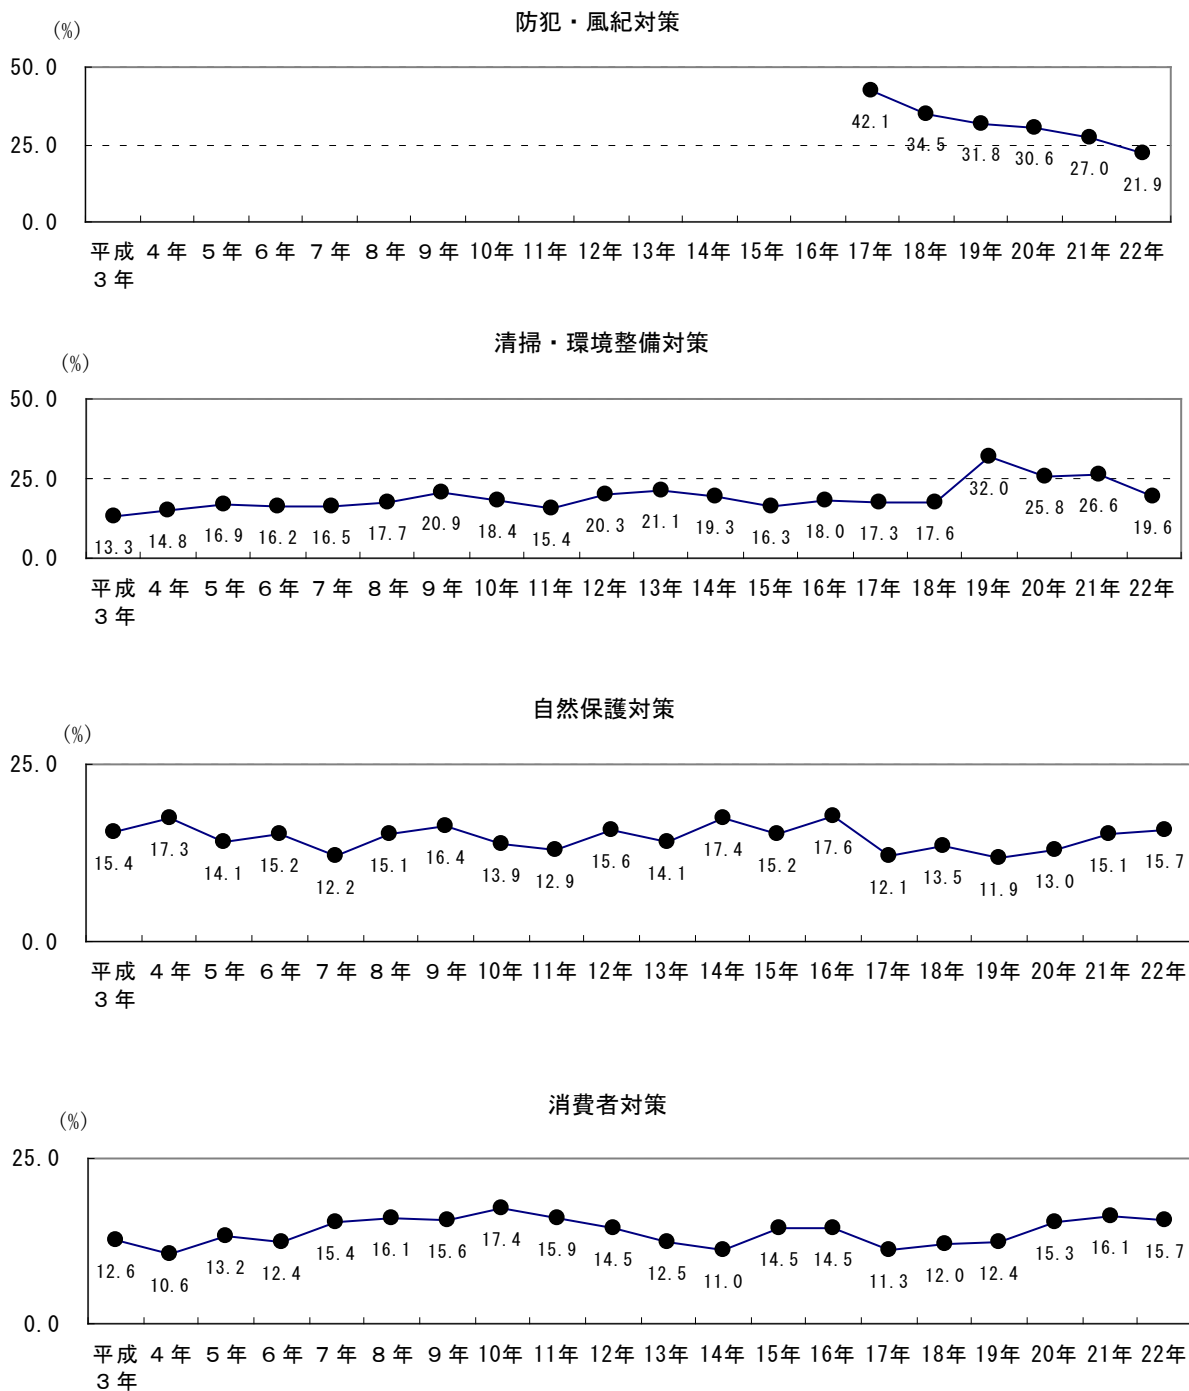 防犯・風紀対策
(%)
50.0
42.1 34.5 31.8 30.6 27.0 21.9
25.0
0.0
平成 4年 5年 6年 7年 8年 9年 10年 11年 12年 13年 14年 15年 16年 17年 18年 19年 20年 21年 22年
3年
清掃・環境整備対策
(%)
50.0
25.0
13.3 14.8 16.9 16.2 16.5 17.7 20.9 18.4 15.4 20.3 21.1 19.3 16.3 18.0 17.3 17.6 32.0 25.8 26.6 19.6
0.0
平成 4年 5年 6年 7年 8年 9年 10年 11年 12年 13年 14年 15年 16年 17年 18年 19年 20年 21年 22年
3年
自然保護対策
(%)
25.0
15.4 17.3 14.1 15.2 12.2 15.1 16.4 13.9 12.9 15.6 14.1 17.4 15.2 17.6 12.1 13.5 11.9 13.0 15.1 15.7
0.0
平成 4年 5年 6年 7年 8年 9年 10年 11年 12年 13年 14年 15年 16年 17年 18年 19年 20年 21年 22年
3年
消費者対策
(%)
25.0
12.6 10.6 13.2 12.4 15.4 16.1 15.6 17.4 15.9 14.5 12.5 11.0 14.5 14.5 11.3 12.0 12.4 15.3 16.1 15.7
0.0
平成 4年 5年 6年 7年 8年 9年 10年 11年 12年 13年 14年 15年 16年 17年 18年 19年 20年 21年 22年
3年